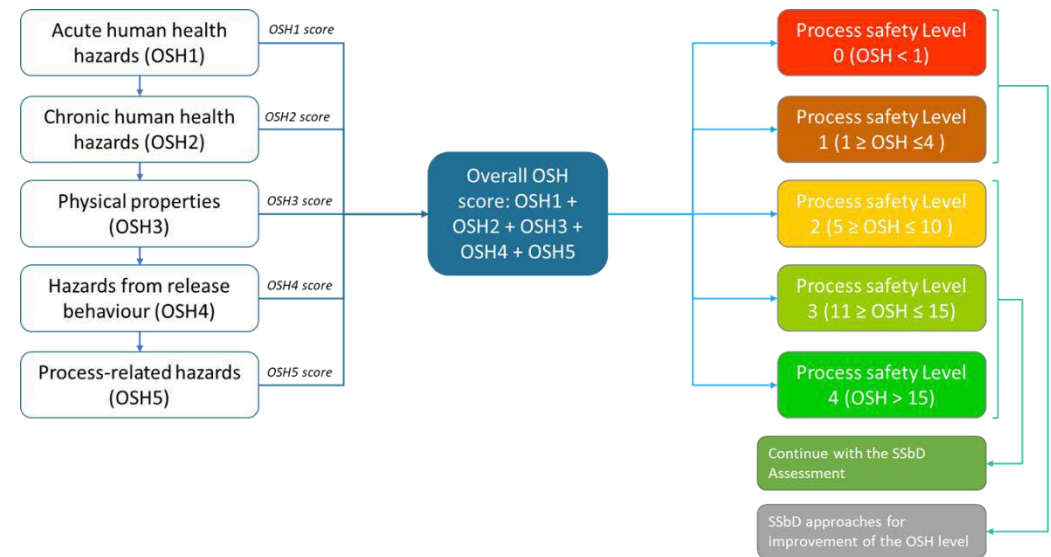 Acute human health
hazards (OSH1)
OSH1 score
Chronic human health
hazards (OSH2)
OSH2 score
Physical properties
(OSH3)
OSH3 score
Hazards from release
behaviour (OSH4)
OSH4 score
Process-related hazards
(OSH5)
OSH5 score
Overall OSH
score: OSH1 +
OSH2 + OSH3 +
OSH4 + OSH5
Process safety Level
0 (OSH < 1)
Process safety Level
1 (1 ≥ OSH ≤4 )
Process safety Level
2 (5 ≥ OSH ≤ 10 )
Process safety Level
3 (11 ≥ OSH ≤ 15)
Process safety Level
4 (OSH > 15)
Continue with the SSbD
Assessment
SSbD approaches for
improvement of the OSH level